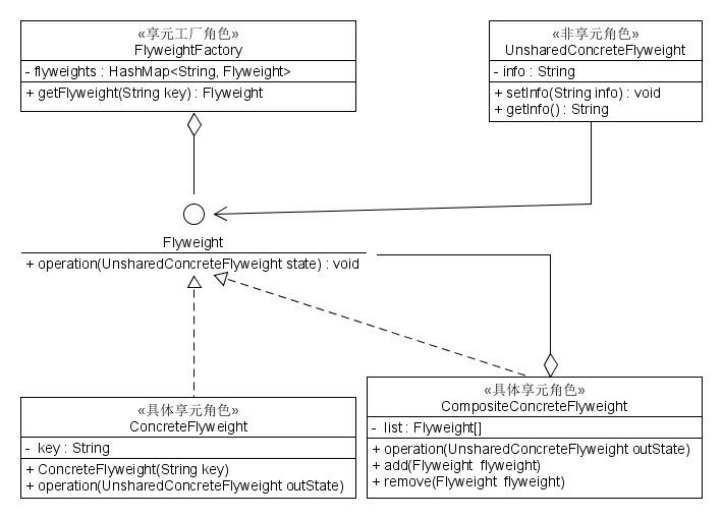 «享元工厂角色»
FlyweightFactory
- flyweights : HashMap<String, Flyweight>
+ getFlyweight(String key) : Flyweight
«非享元角色»
UnsharedConcreteFlyweight
- info : String
+ setInfo(String info) : void
+ getInfo() : String
Flyweight
+ operation(UnsharedConcreteFlyweight state) : void
«具体享元角色»
ConcreteFlyweight
- key : String
+ ConcreteFlyweight(String key)
+ operation(UnsharedConcreteFlyweight outState)
«具体享元角色»
CompositeConcreteFlyweight
- list : Flyweight[]
+ operation(UnsharedConcreteFlyweight outState)
+ add(Flyweight flyweight)
+ remove(Flyweight flyweight)